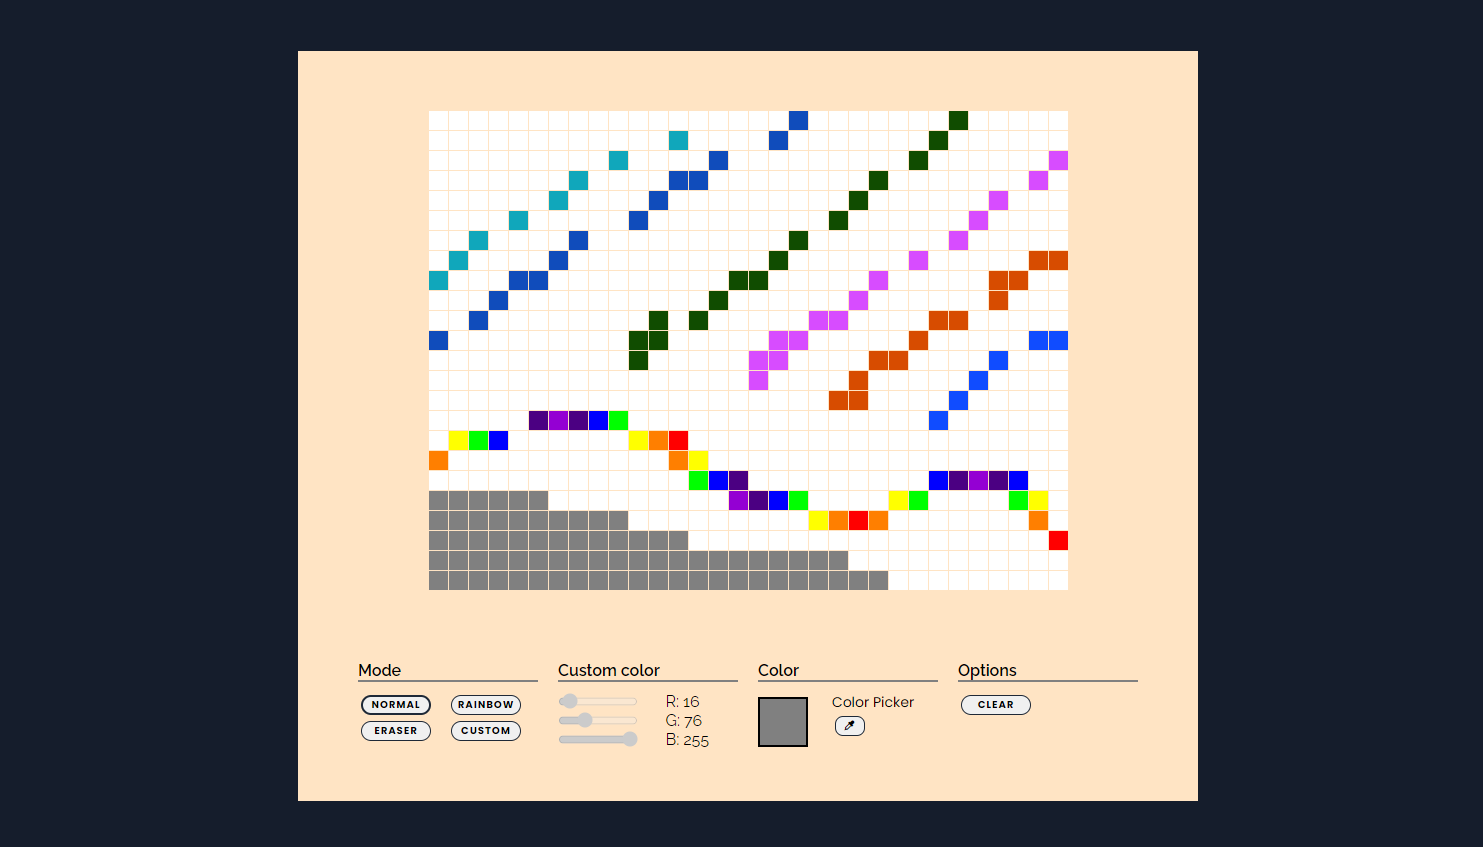 Mode
NORMAL
RAINBOW
ERASER
CUSTOM
Custom color
R: 16
G: 76
B: 255
Color
Color Picker
Options
CLEAR